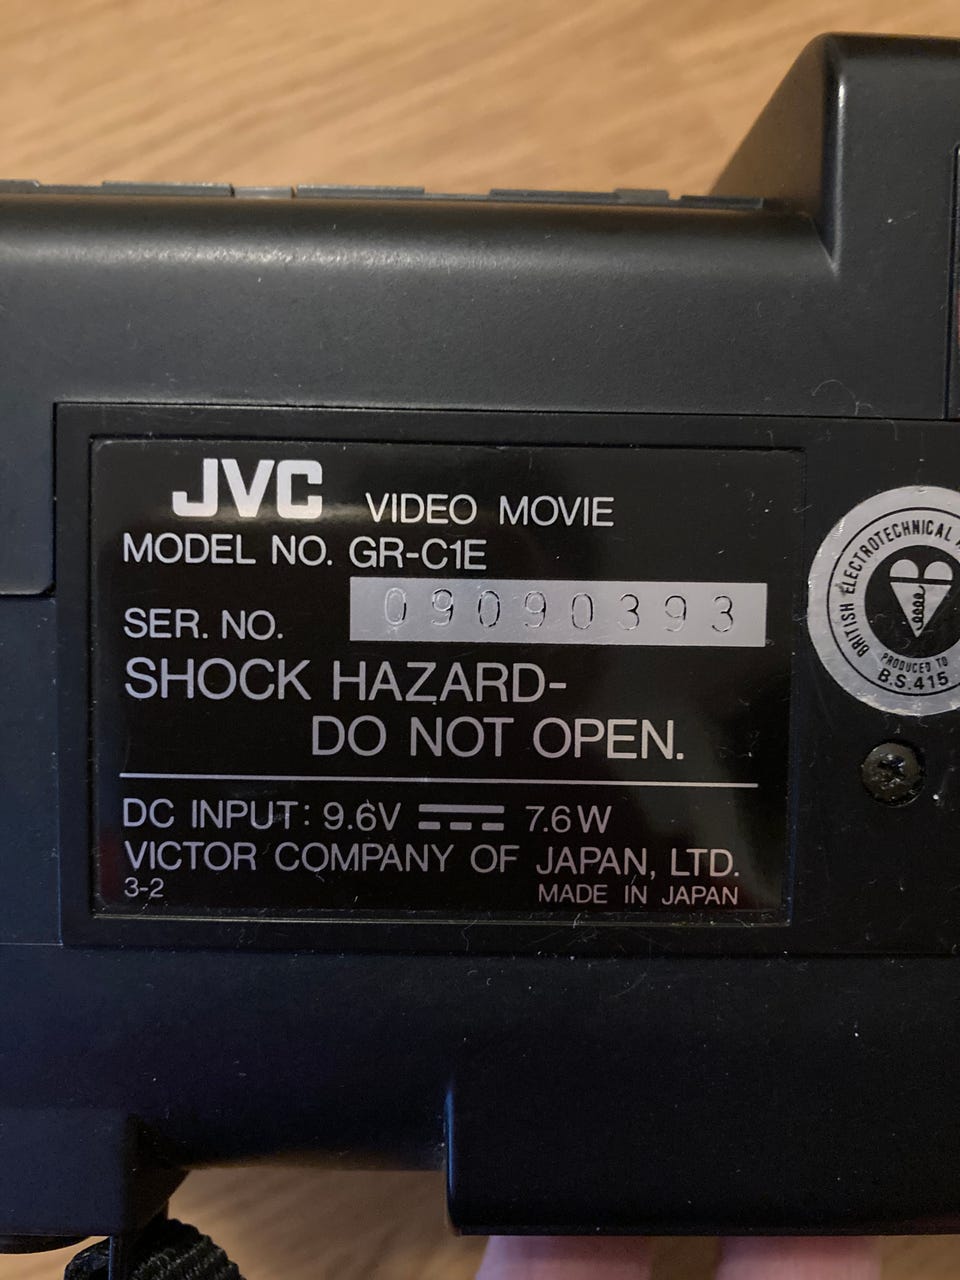 JVC VIDEO MOVIE
MODEL NO. GR-C1E
SER. NO. 09090393
SHOCK HAZARD-
DO NOT OPEN.
DC INPUT: 9.6V 7.6W
VICTOR COMPANY OF JAPAN, LTD.
3-2 MADE IN JAPAN
BRITISH ELECTROTECHNICAL
PRODUCED TO
B.S.415